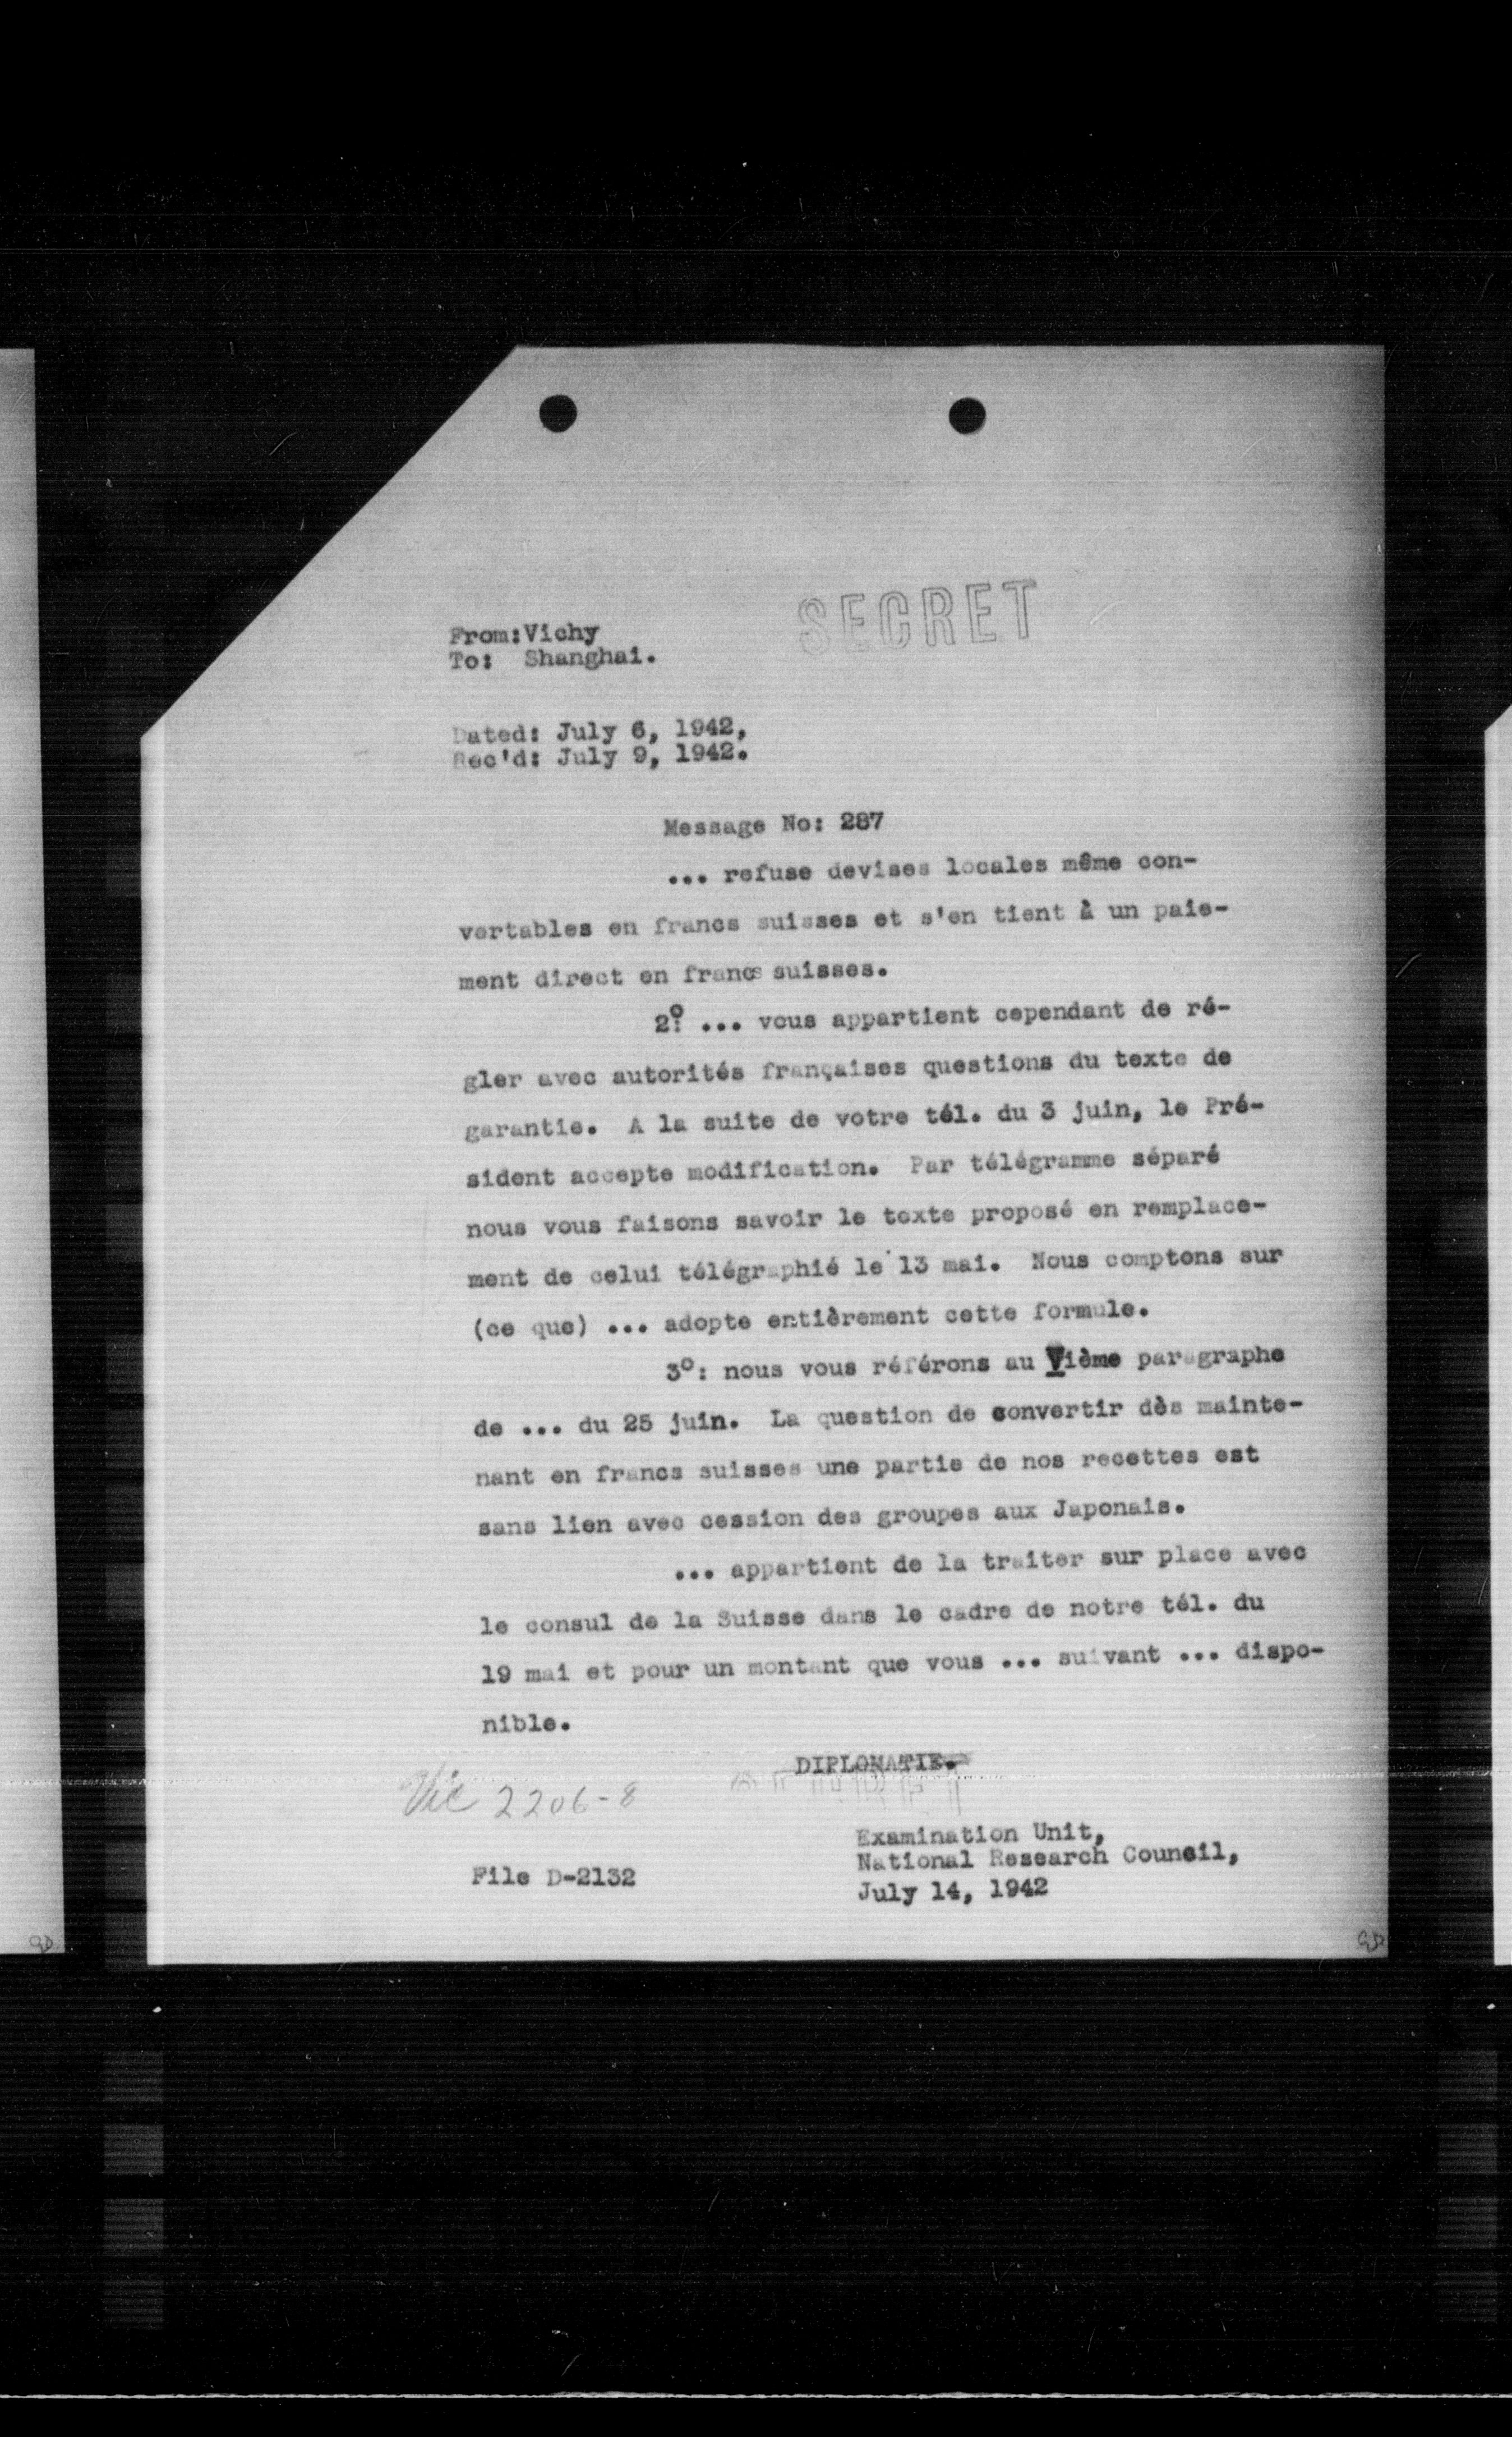 SECRET
From:Vichy
To: Shanghai.
Dated: July 6, 1942,
Rec'd: July 9, 1942.
Message No: 287
... refuse devises locales même con-
vertables en francs suisses et s'en tient à un paie-
ment direct en francs suisses.
2º: ... vous appartient cependant de ré-
gler avec autorités françaises questions du texte de
garantie. A la suite de votre tél. du 3 juin, le Pré-
sident accepte modification. Par télégramme séparé
nous vous faisons savoir le texte proposé en remplace-
ment de celui télégraphié le 13 mai. Nous comptons sur
(ce que) ... adopte entièrement cette formule.
3º: nous vous référons au Vième paragraphe
de ... du 25 juin. La question de convertir dès mainte-
nant en francs suisses une partie de nos recettes est
sans lien avec cession des groupes aux Japonais.
... appartient de la traiter sur place avec
le consul de la Suisse dans le cadre de notre tél. du
19 mai et pour un montant que vous ... suivant ... dispo-
nible.
DIPLOMATIE.
SECRET
Vic 2206-8
Examination Unit,
National Research Council,
July 14, 1942
File D-2132